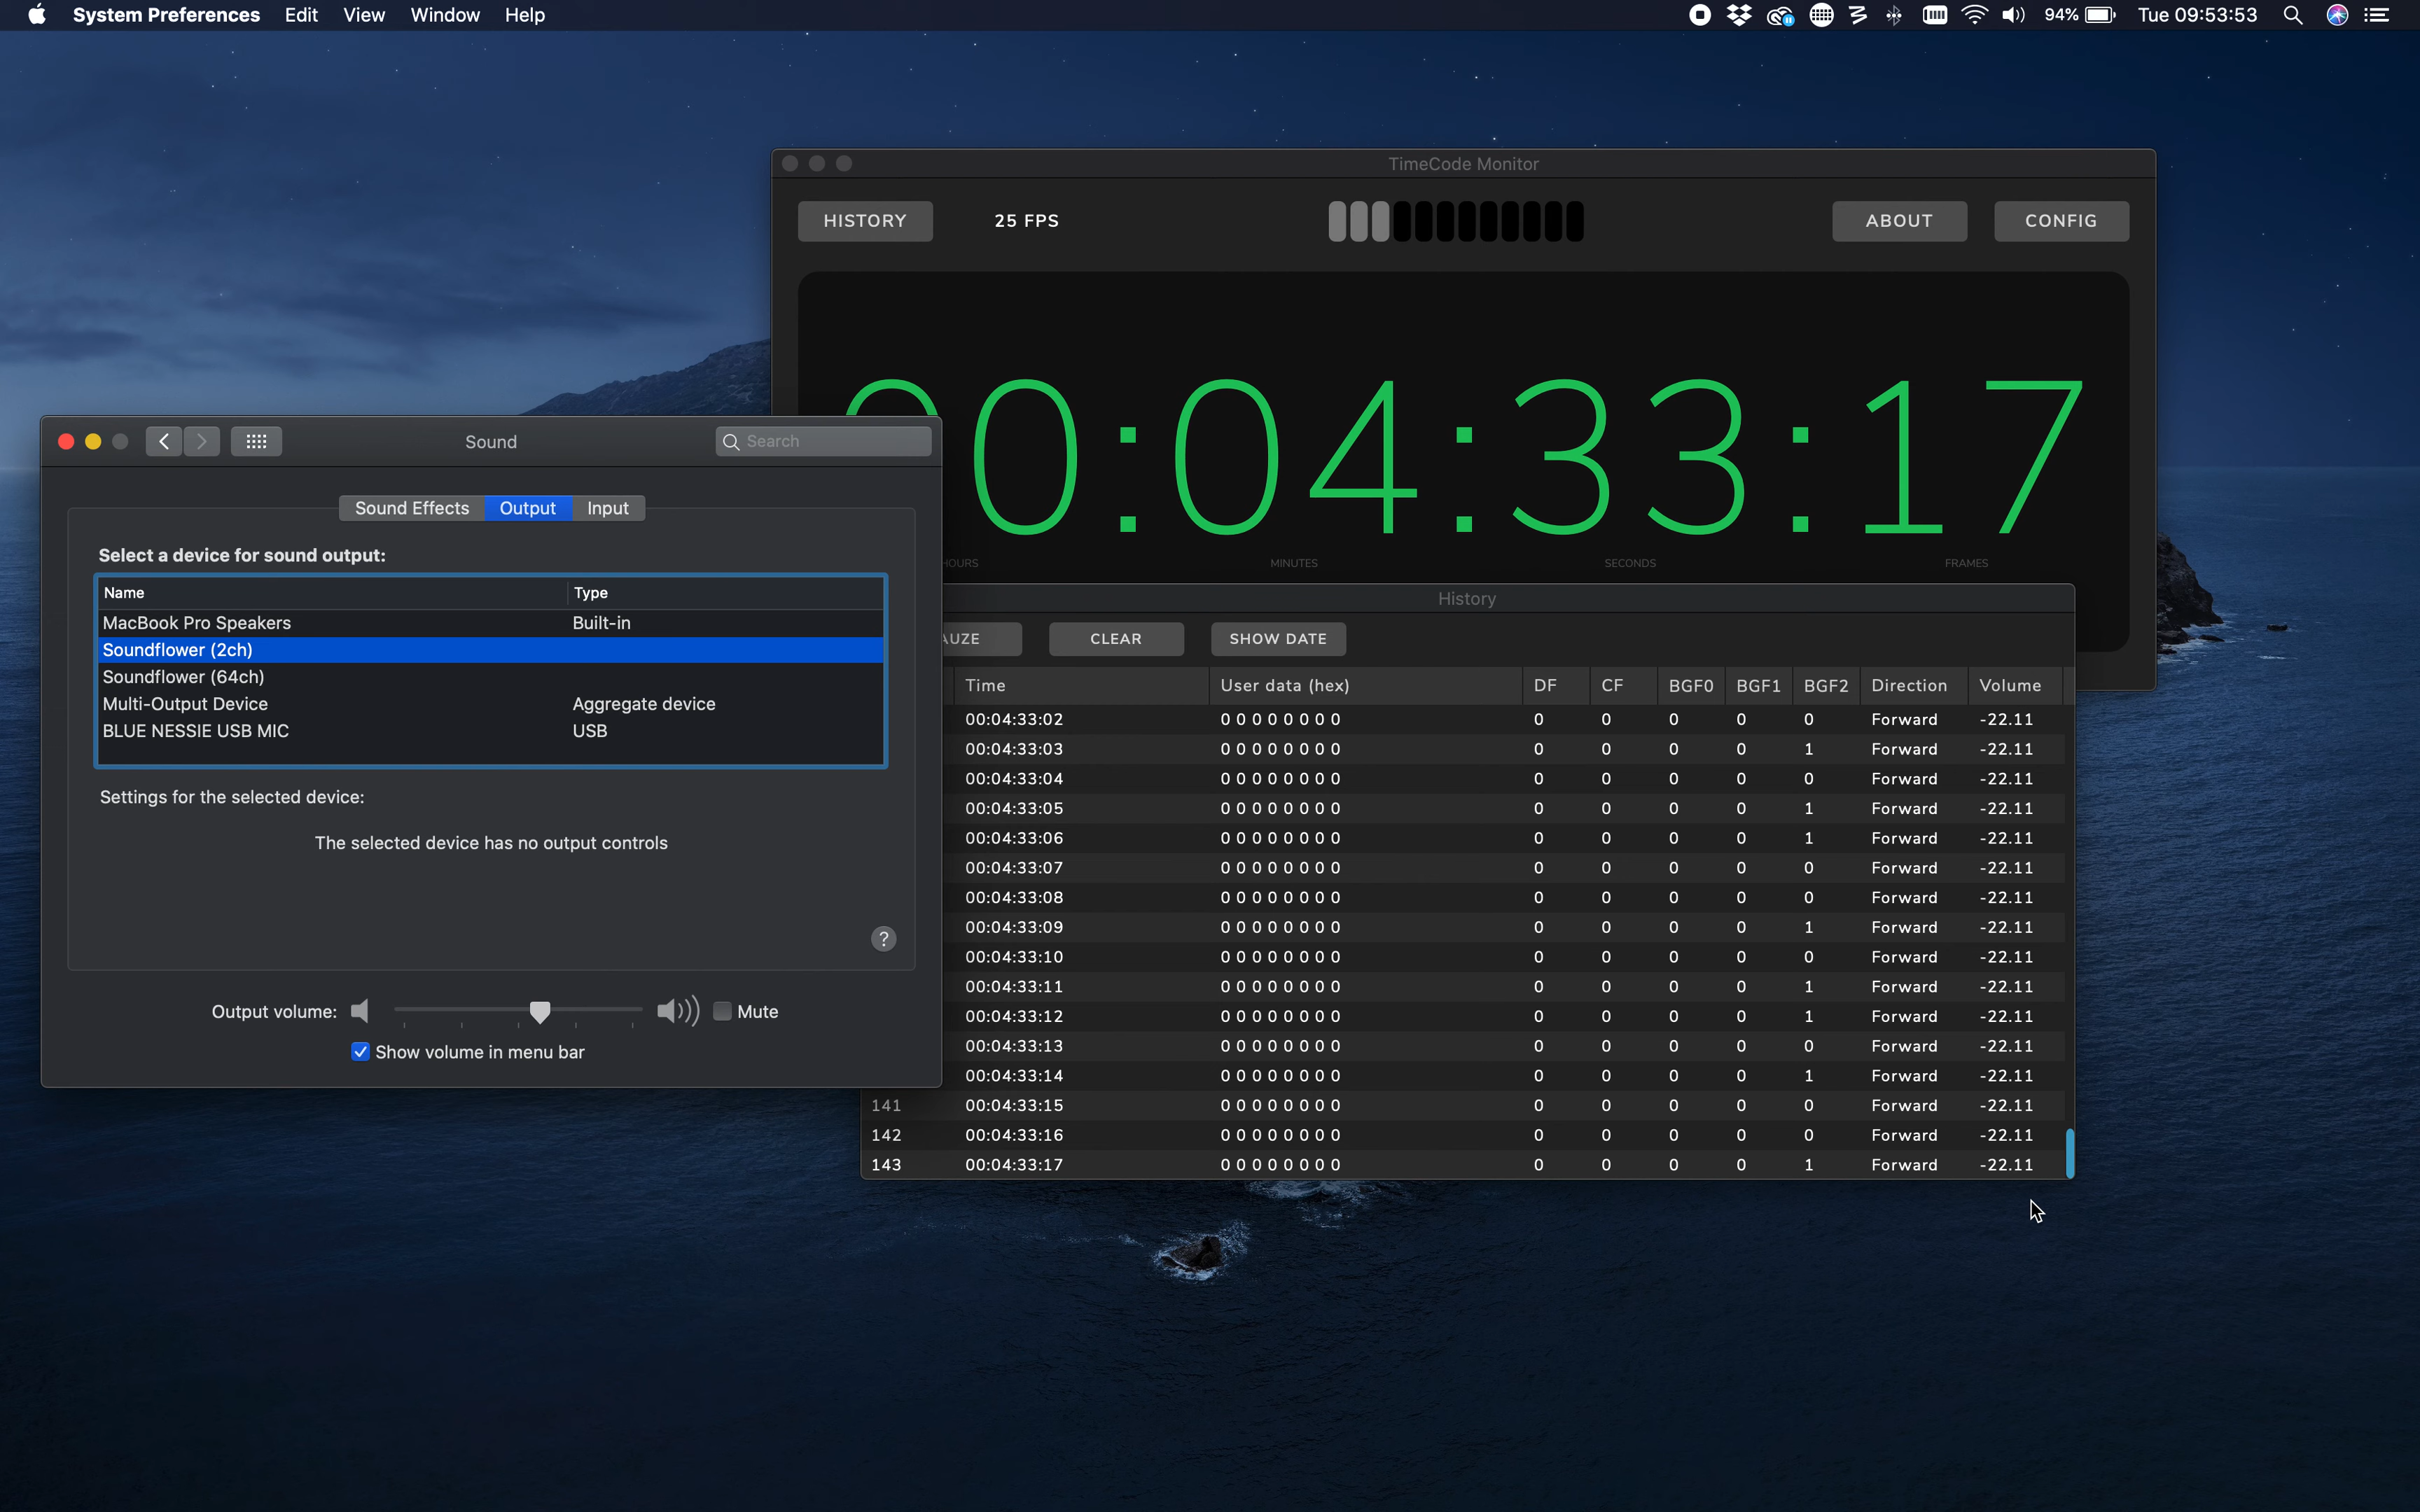 System Preferences Edit View Window Help 94% Tue 09:53:53
TimeCode Monitor
HISTORY 25 FPS ABOUT CONFIG
00:04:33:17
HOURS MINUTES SECONDS FRAMES
Sound Search
Sound Effects Output Input
Select a device for sound output:
Name Type
MacBook Pro Speakers Built-in
Soundflower (2ch)
Soundflower (64ch)
Multi-Output Device Aggregate device
BLUE NESSIE USB MIC USB
Settings for the selected device:
The selected device has no output controls
?
Output volume: Mute
Show volume in menu bar
History
AUZE CLEAR SHOW DATE
Time User data (hex) DF CF BGF0 BGF1 BGF2 Direction Volume
00:04:33:02 0 0 0 0 0 0 0 0 0 0 0 0 0 Forward -22.11
00:04:33:03 0 0 0 0 0 0 0 0 0 0 0 0 1 Forward -22.11
00:04:33:04 0 0 0 0 0 0 0 0 0 0 0 0 0 Forward -22.11
00:04:33:05 0 0 0 0 0 0 0 0 0 0 0 0 1 Forward -22.11
00:04:33:06 0 0 0 0 0 0 0 0 0 0 0 0 1 Forward -22.11
00:04:33:07 0 0 0 0 0 0 0 0 0 0 0 0 0 Forward -22.11
00:04:33:08 0 0 0 0 0 0 0 0 0 0 0 0 0 Forward -22.11
00:04:33:09 0 0 0 0 0 0 0 0 0 0 0 0 1 Forward -22.11
00:04:33:10 0 0 0 0 0 0 0 0 0 0 0 0 0 Forward -22.11
00:04:33:11 0 0 0 0 0 0 0 0 0 0 0 0 1 Forward -22.11
00:04:33:12 0 0 0 0 0 0 0 0 0 0 0 0 1 Forward -22.11
00:04:33:13 0 0 0 0 0 0 0 0 0 0 0 0 0 Forward -22.11
00:04:33:14 0 0 0 0 0 0 0 0 0 0 0 0 1 Forward -22.11
141 00:04:33:15 0 0 0 0 0 0 0 0 0 0 0 0 0 Forward -22.11
142 00:04:33:16 0 0 0 0 0 0 0 0 0 0 0 0 0 Forward -22.11
143 00:04:33:17 0 0 0 0 0 0 0 0 0 0 0 0 1 Forward -22.11